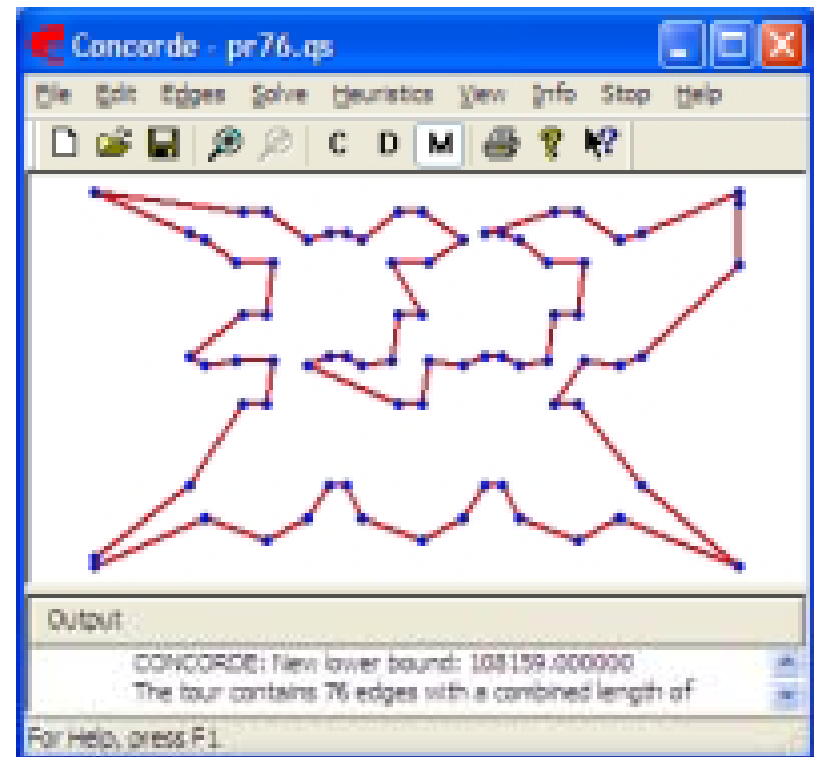 Concorde - pr76.qs
File Edit Edges Solve Heuristics View Info Stop Help
C D M ?
Output
CONCORDE: New lower bound: 108159.000000
The tour contains 76 edges with a combined length of
For Help, press F1